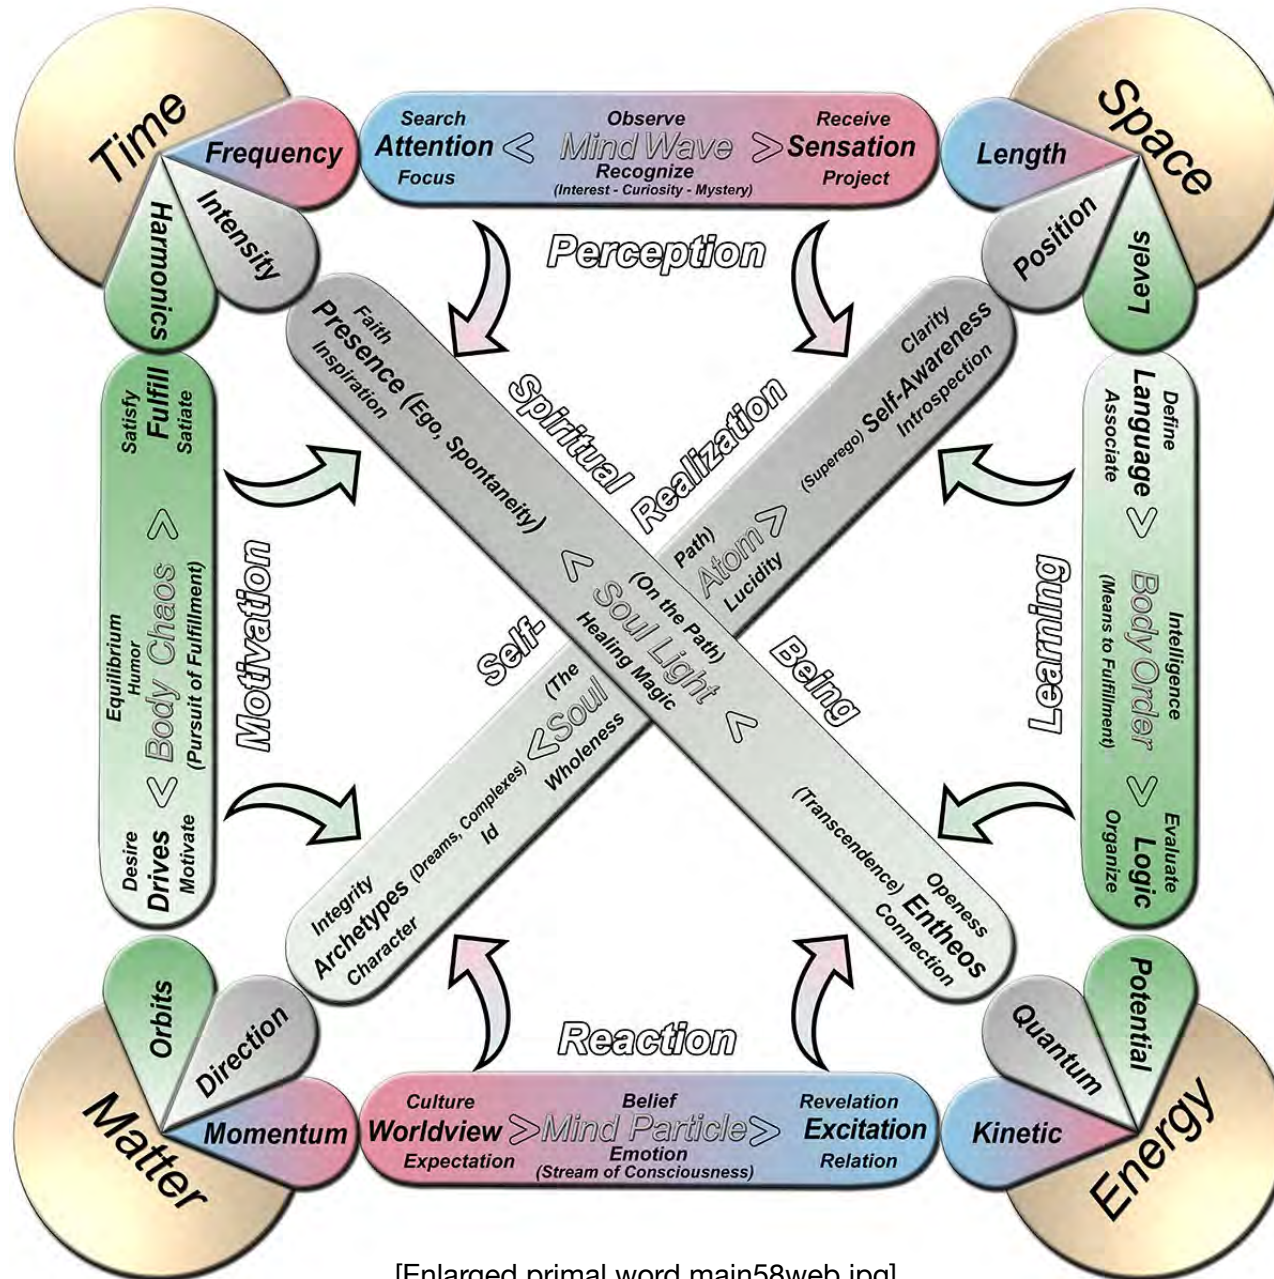 Time
Frequency
Intensity
Harmonics
Search
Attention <
Focus
Observe
Mind Wave
Recognize
(Interest - Curiosity - Mystery)
Receive
> Sensation
Project
Space
Length
Position
Levels
Perception
Faith
Presence (Ego, Spontaneity)
Inspiration
<
(On the Path)
Soul Light
Healing Magic
<
Openess
(Transcendence) Entheos
Connection
Spiritual
Being
Clarity
(Superego) Self-Awareness
Introspection
Path)
Atom >
Lucidity
(The
< Soul
Wholeness
Integrity
Archetypes (Dreams, Complexes)
Character
Id
Self-
Realization
Satisfy
Fulfill
Satiate
>
Equilibrium
Humor
Body Chaos
(Pursuit of Fulfillment)
<
Desire
Drives
Motivate
Motivation
Define
Language
Associate
>
Intelligence
Body Order
(Means to Fulfillment)
>
Evaluate
Logic
Organize
Learning
Reaction
Orbits
Direction
Momentum
Matter
Culture
Worldview >
Expectation
Belief
Mind Particle >
Emotion
(Stream of Consciousness)
Revelation
Excitation
Relation
Potential
Quantum
Kinetic
Energy
[Enlarged primal word main58web.jpg]